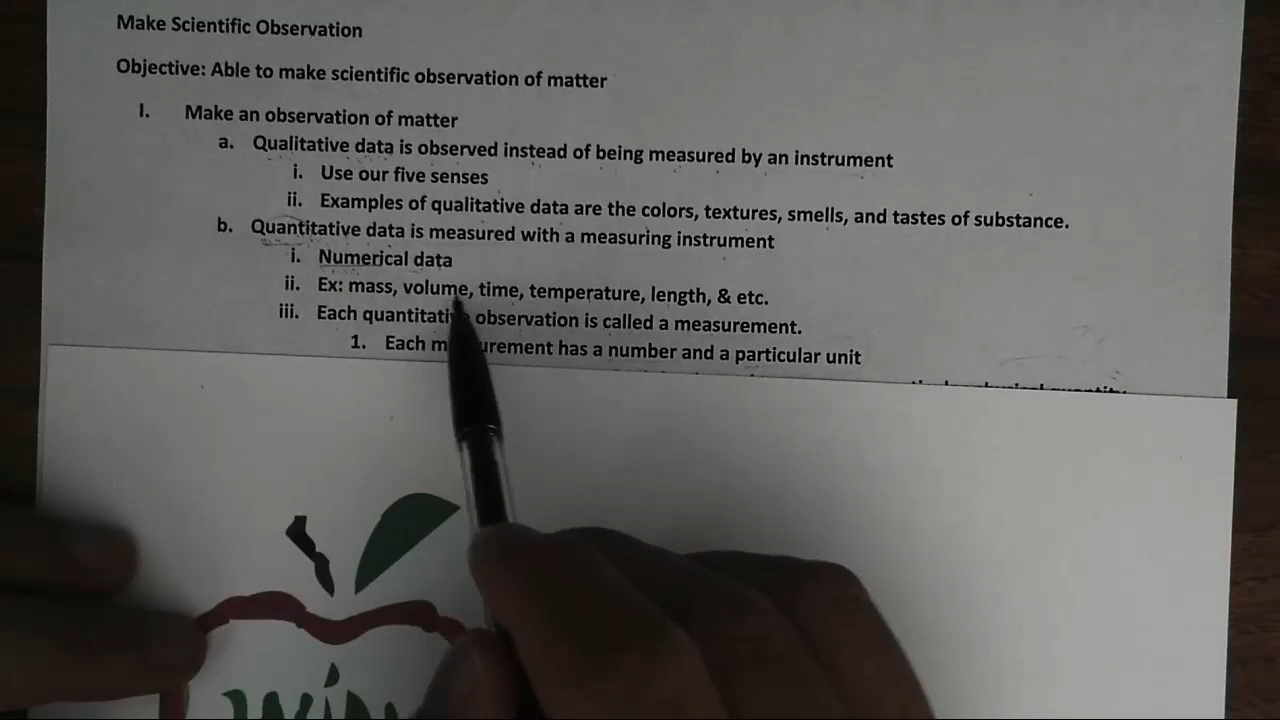 Make Scientific Observation
Objective: Able to make scientific observation of matter
I. Make an observation of matter
a. Qualitative data is observed instead of being measured by an instrument
i. Use our five senses
ii. Examples of qualitative data are the colors, textures, smells, and tastes of substance.
b. Quantitative data is measured with a measuring instrument
i. Numerical data
ii. Ex: mass, volume, time, temperature, length, & etc.
iii. Each observation is called a measurement.
1. Each has a number and a particular unit